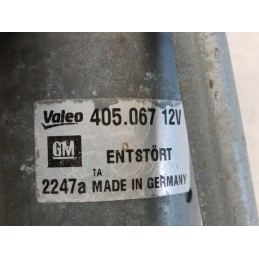 Valeo 405.067 12V
GM ENTSTÖRT
TA
2247a MADE IN GERMANY